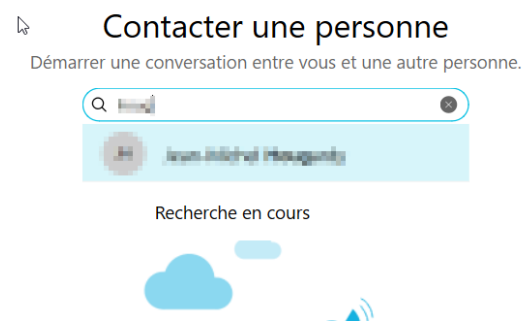 Contacter une personne
Démarrer une conversation entre vous et une autre personne.
Recherche en cours